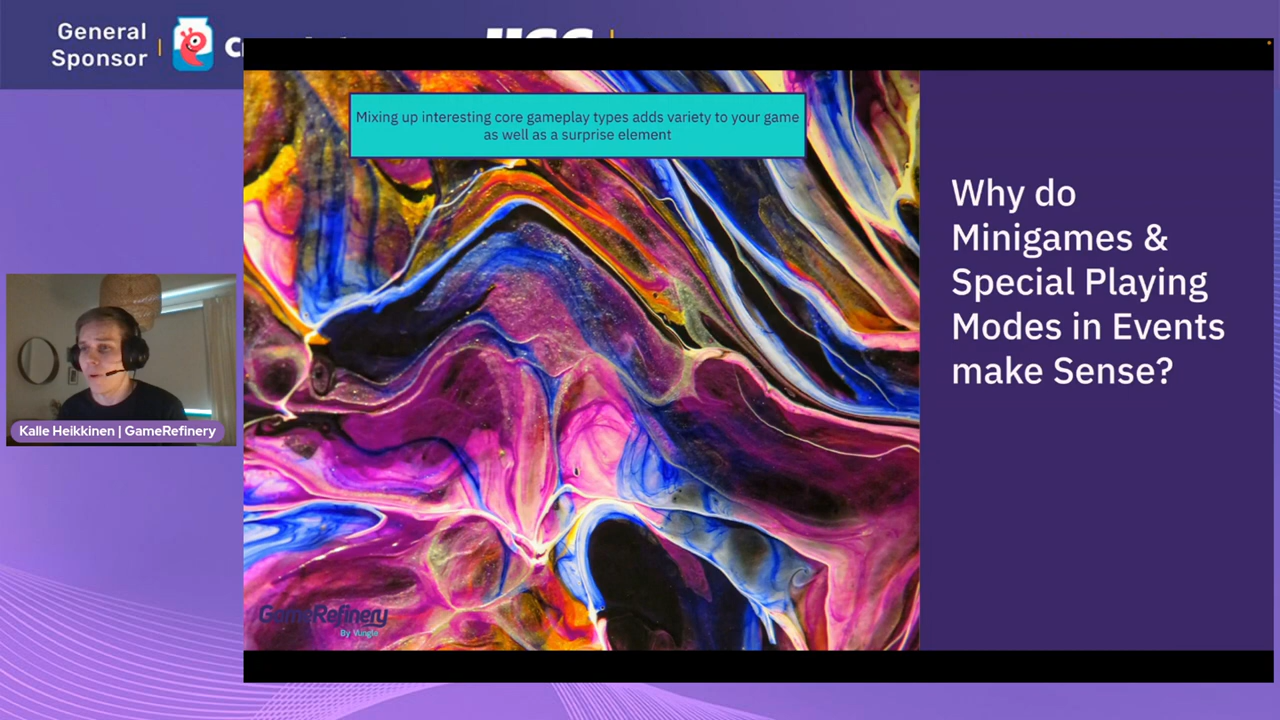 General
Sponsor
Mixing up interesting core gameplay types adds variety to your game
as well as a surprise element
Why do
Minigames &
Special Playing
Modes in Events
make Sense?
Kalle Heikkinen | GameRefinery
GameRefinery
By Vungle